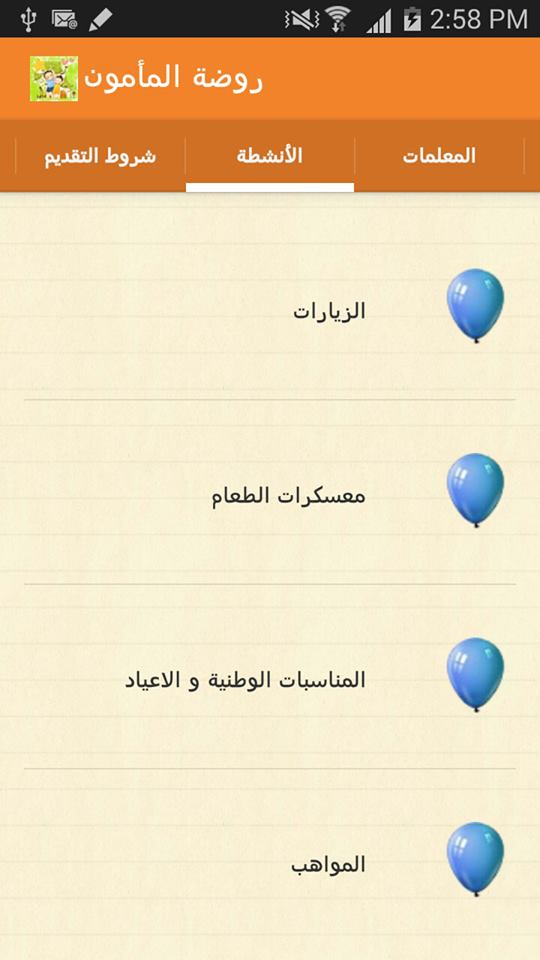 2:58 PM
روضة المأمون
المعلمات
الأنشطة
شروط التقديم
الزيارات
معسكرات الطعام
المناسبات الوطنية و الاعياد
المواهب